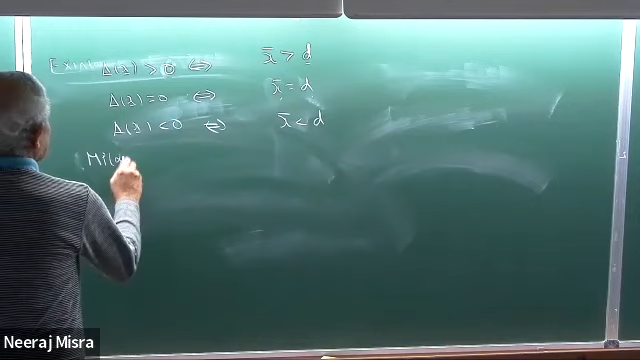 Δ(x̲) > 0 ⇔ x̄ > d
Δ(x̲) = 0 ⇔ x̄ = d
Δ(x̲) < 0 ⇔ x̄ < d
Neeraj Misra